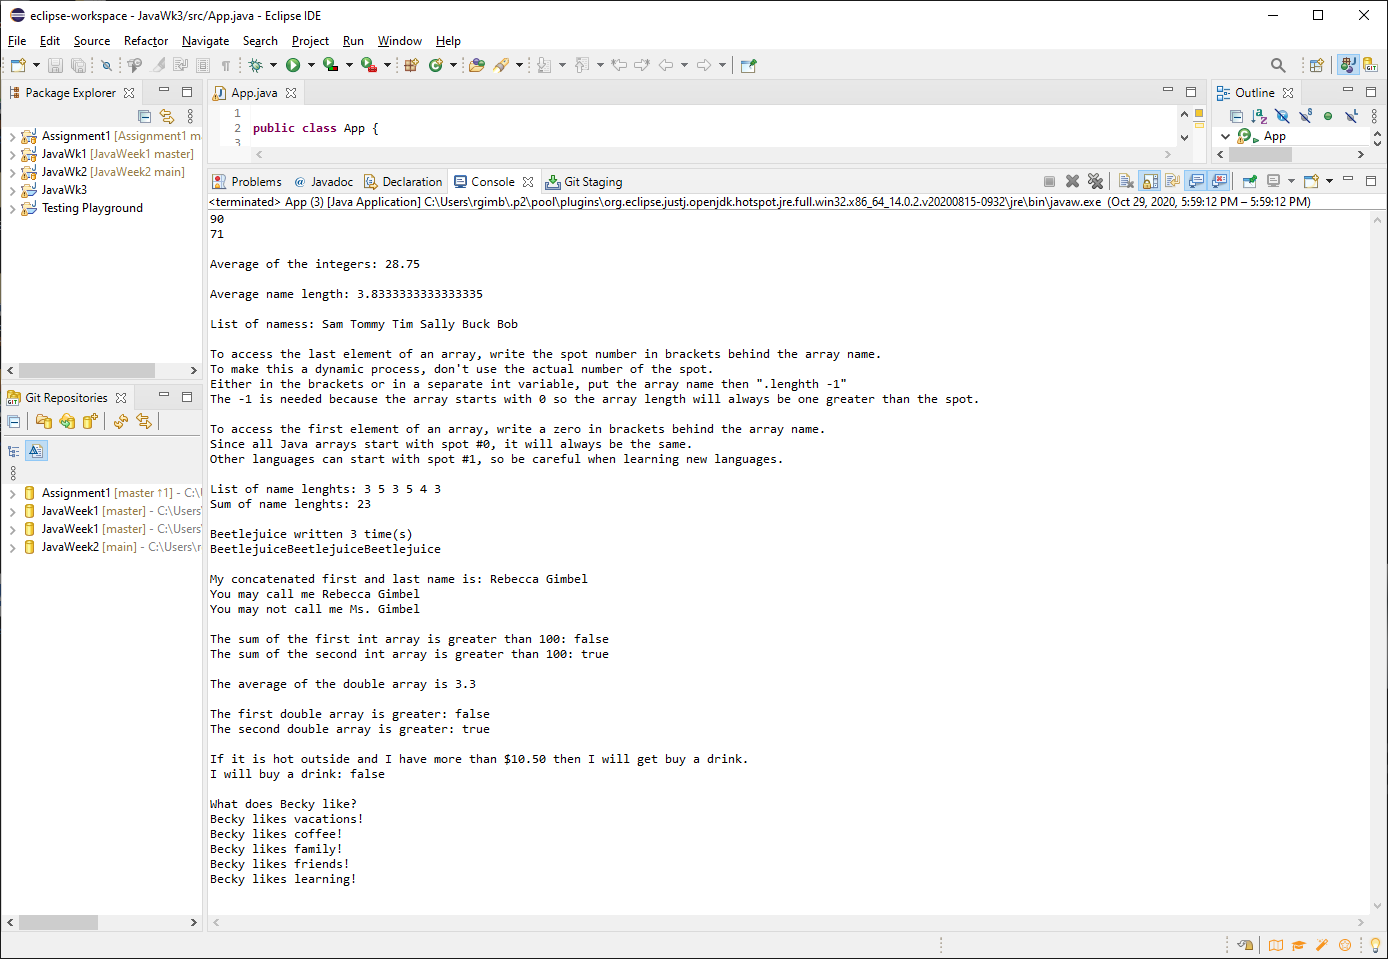 eclipse-workspace - JavaWk3/src/App.java - Eclipse IDE
File Edit Source Refactor Navigate Search Project Run Window Help
Package Explorer
Assignment1 [Assignment1 m
JavaWk1 [JavaWeek1 master]
JavaWk2 [JavaWeek2 main]
JavaWk3
Testing Playground
App.java
1
2 public class App {
3
Outline
App
Problems Javadoc Declaration Console Git Staging
<terminated> App (3) [Java Application] C:\Users\rgimb\.p2\pool\plugins\org.eclipse.justj.openjdk.hotspot.jre.full.win32.x86_64_14.0.2.v20200815-0932\jre\bin\javaw.exe (Oct 29, 2020, 5:59:12 PM – 5:59:12 PM)
90
71
Average of the integers: 28.75
Average name length: 3.8333333333333335
List of namess: Sam Tommy Tim Sally Buck Bob
To access the last element of an array, write the spot number in brackets behind the array name.
To make this a dynamic process, don't use the actual number of the spot.
Either in the brackets or in a separate int variable, put the array name then ".lenghth -1"
The -1 is needed because the array starts with 0 so the array length will always be one greater than the spot.
To access the first element of an array, write a zero in brackets behind the array name.
Since all Java arrays start with spot #0, it will always be the same.
Other languages can start with spot #1, so be careful when learning new languages.
List of name lenghts: 3 5 3 5 4 3
Sum of name lenghts: 23
Beetlejuice written 3 time(s)
BeetlejuiceBeetlejuiceBeetlejuice
My concatenated first and last name is: Rebecca Gimbel
You may call me Rebecca Gimbel
You may not call me Ms. Gimbel
The sum of the first int array is greater than 100: false
The sum of the second int array is greater than 100: true
The average of the double array is 3.3
The first double array is greater: false
The second double array is greater: true
If it is hot outside and I have more than $10.50 then I will get buy a drink.
I will buy a drink: false
What does Becky like?
Becky likes vacations!
Becky likes coffee!
Becky likes family!
Becky likes friends!
Becky likes learning!
Git Repositories
Assignment1 [master ↑1] - C:\U
JavaWeek1 [master] - C:\Users
JavaWeek1 [master] - C:\Users
JavaWeek2 [main] - C:\Users\r